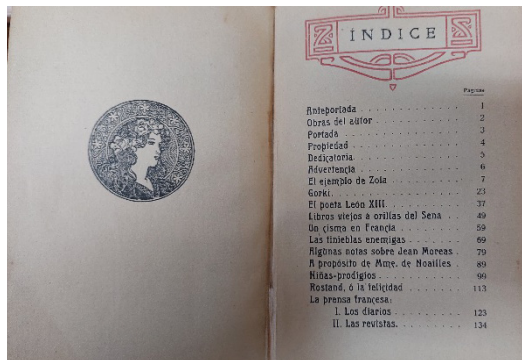 ÍNDICE
Páginas
Anteportada . . . . . . . . . . . . 1
Obras del autor . . . . . . . . . . 2
Portada . . . . . . . . . . . . . . 3
Propiedad . . . . . . . . . . . . . 4
Dedicatoria . . . . . . . . . . . . 5
Advertencia . . . . . . . . . . . . 6
El ejemplo de Zola . . . . . . . . 7
Gorki. . . . . . . . . . . . . . . 23
El poeta León XIII. . . . . . . . . 37
Libros viejos a orillas del Sena . . 49
Un cisma en Francia . . . . . . . . 59
Las tinieblas enemigas . . . . . . 69
Algunas notas sobre Jean Moreas . 79
A propósito de Mme. de Noailles . 89
Niñas-prodigios . . . . . . . . . . 99
Rostand, ó la felicidad . . . . . . 113
La prensa francesa:
I. Los diarios . . . . . . . . 123
II. Las revistas. . . . . . . . 134